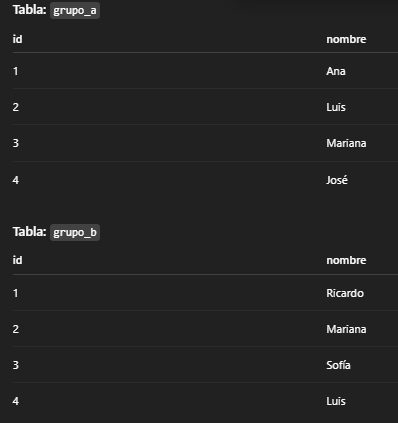 Tabla: grupo_a
id nombre
1 Ana
2 Luis
3 Mariana
4 José
Tabla: grupo_b
id nombre
1 Ricardo
2 Mariana
3 Sofía
4 Luis